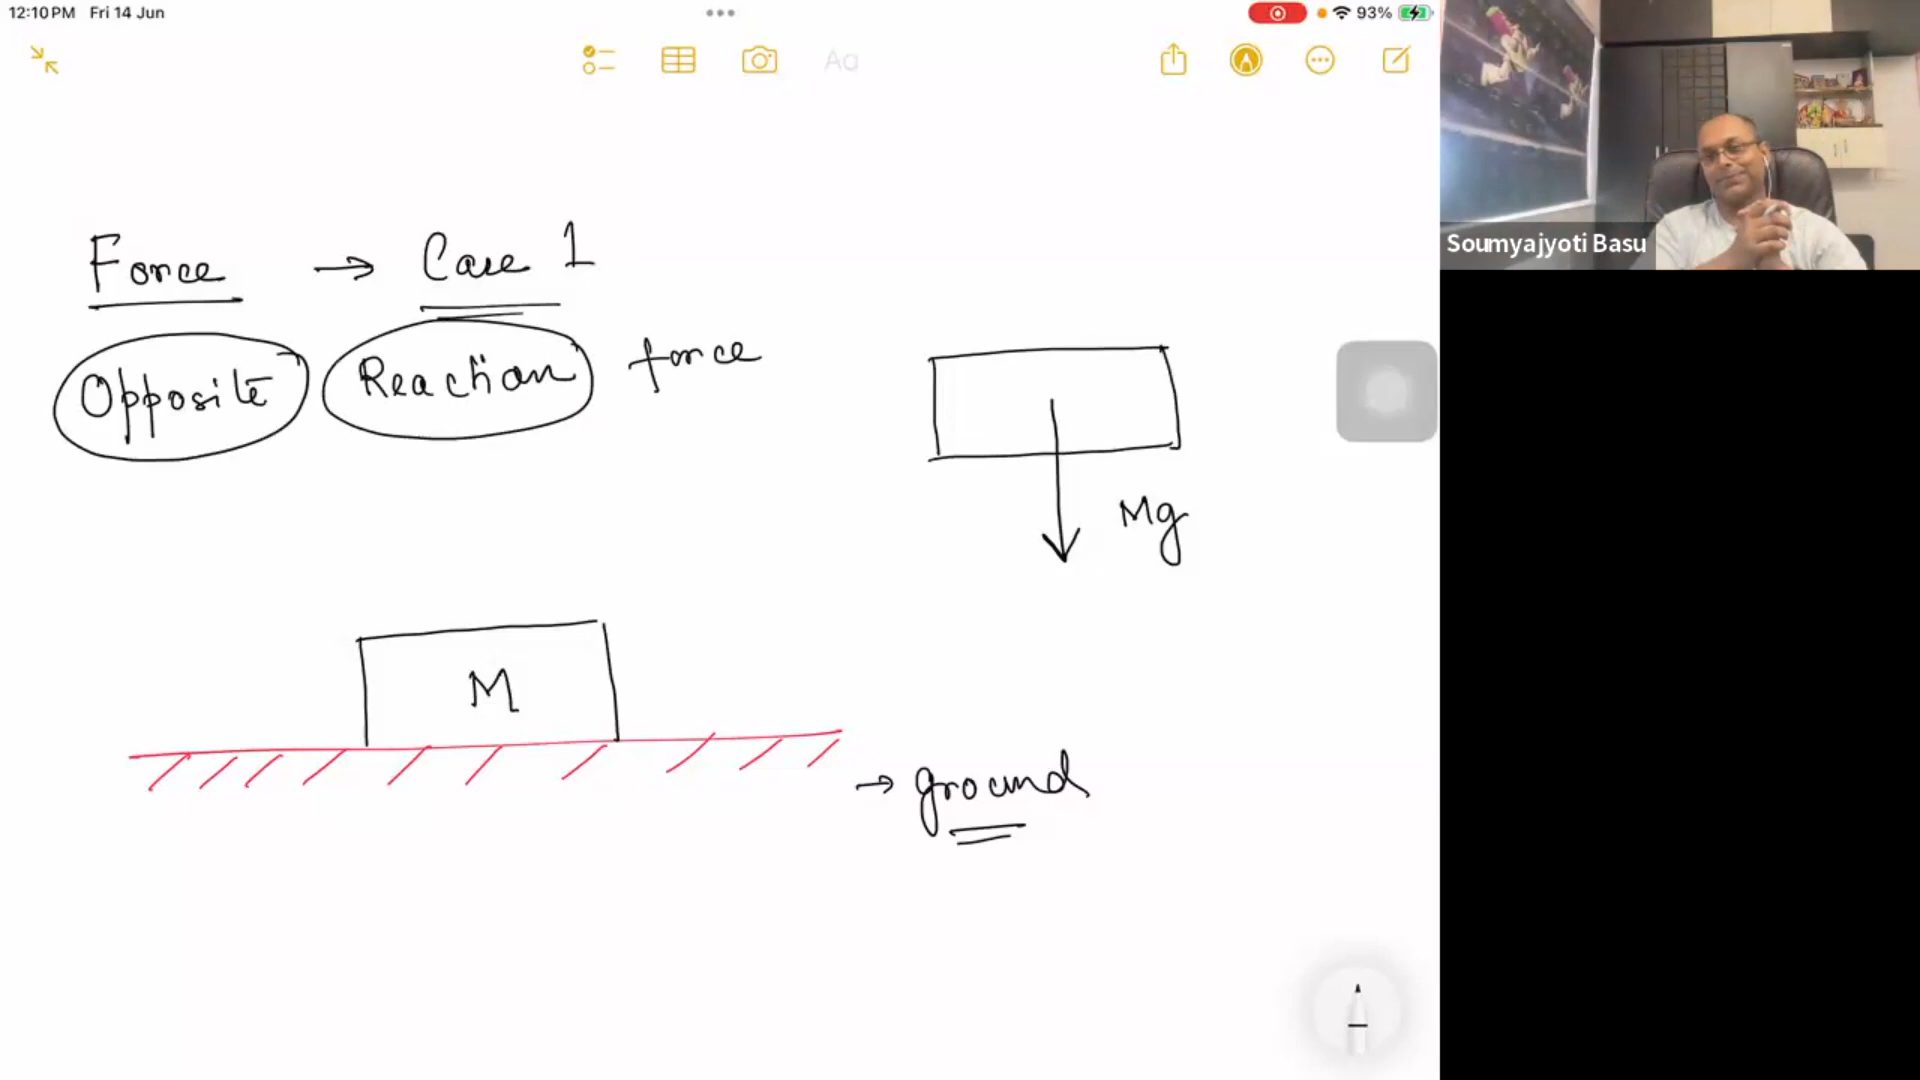 12:10 PM Fri 14 Jun
93%
Aa
Soumyajyoti Basu
Force → Case 1
Opposite Reaction force
Mg
M
→ ground